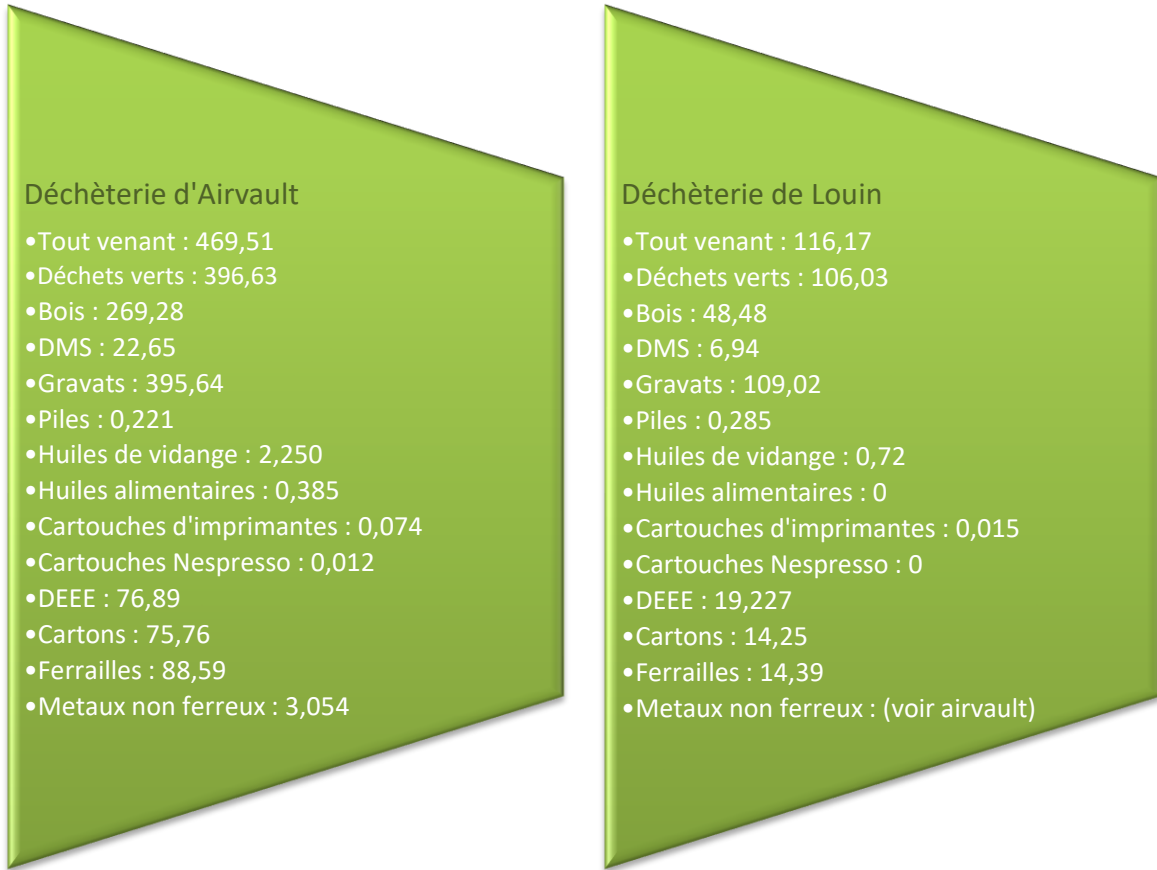 Déchèterie d'Airvault
•Tout venant : 469,51
•Déchets verts : 396,63
•Bois : 269,28
•DMS : 22,65
•Gravats : 395,64
•Piles : 0,221
•Huiles de vidange : 2,250
•Huiles alimentaires : 0,385
•Cartouches d'imprimantes : 0,074
•Cartouches Nespresso : 0,012
•DEEE : 76,89
•Cartons : 75,76
•Ferrailles : 88,59
•Metaux non ferreux : 3,054
Déchèterie de Louin
•Tout venant : 116,17
•Déchets verts : 106,03
•Bois : 48,48
•DMS : 6,94
•Gravats : 109,02
•Piles : 0,285
•Huiles de vidange : 0,72
•Huiles alimentaires : 0
•Cartouches d'imprimantes : 0,015
•Cartouches Nespresso : 0
•DEEE : 19,227
•Cartons : 14,25
•Ferrailles : 14,39
•Metaux non ferreux : (voir airvault)